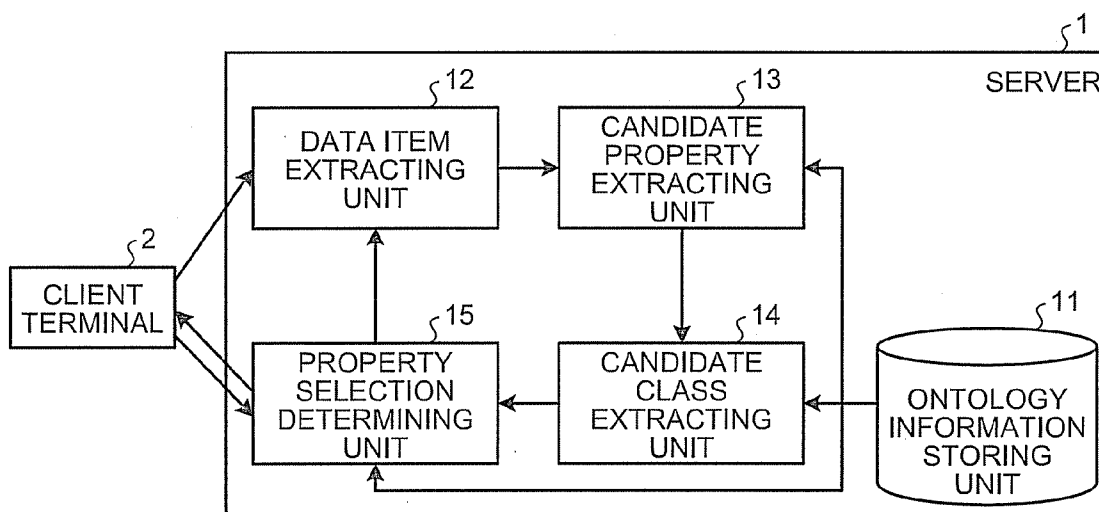 1
SERVER
12
DATA ITEM
EXTRACTING
UNIT
13
CANDIDATE
PROPERTY
EXTRACTING
UNIT
2
CLIENT
TERMINAL
15
PROPERTY
SELECTION
DETERMINING
UNIT
14
CANDIDATE
CLASS
EXTRACTING
UNIT
11
ONTOLOGY
INFORMATION
STORING
UNIT